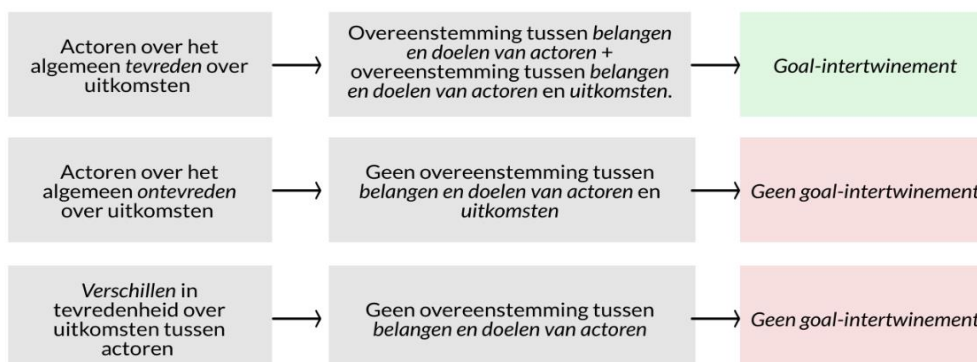 Actoren over het
algemeen tevreden over
uitkomsten
Overeenstemming tussen belangen
en doelen van actoren +
overeenstemming tussen belangen
en doelen van actoren en uitkomsten.
Goal-intertwinement
Actoren over het
algemeen ontevreden
over uitkomsten
Geen overeenstemming tussen
belangen en doelen van actoren en
uitkomsten
Geen goal-intertwinement
Verschillen in
tevredenheid over
uitkomsten tussen
actoren
Geen overeenstemming tussen
belangen en doelen van actoren
Geen goal-intertwinement